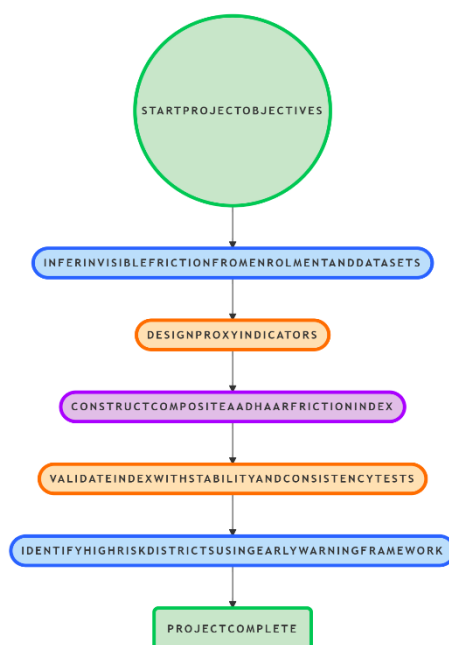 STARTPROJECTOBJECTIVES
INFERINVISIBLEFRICTIONFROMENROLMENTANDDATASETS
DESIGNPROXYINDICATORS
CONSTRUCTCOMPOSITEAADHAARFRICTIONINDEX
VALIDATEINDEXWITHSTABILITYANDCONSISTENCYTESTS
IDENTIFYHIGHRISKDISTRICTSUSINGEARLYWARNINGFRAMEWORK
PROJECTCOMPLETE